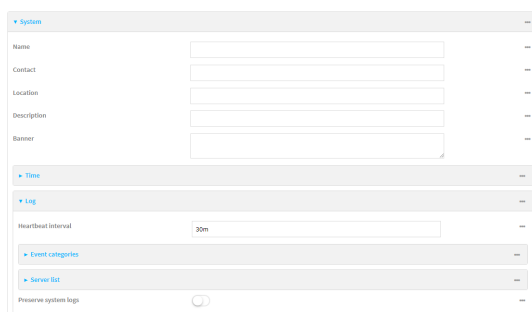 System
Name
Contact
Location
Description
Banner
Time
Log
Heartbeat interval
30m
Event categories
Server list
Preserve system logs